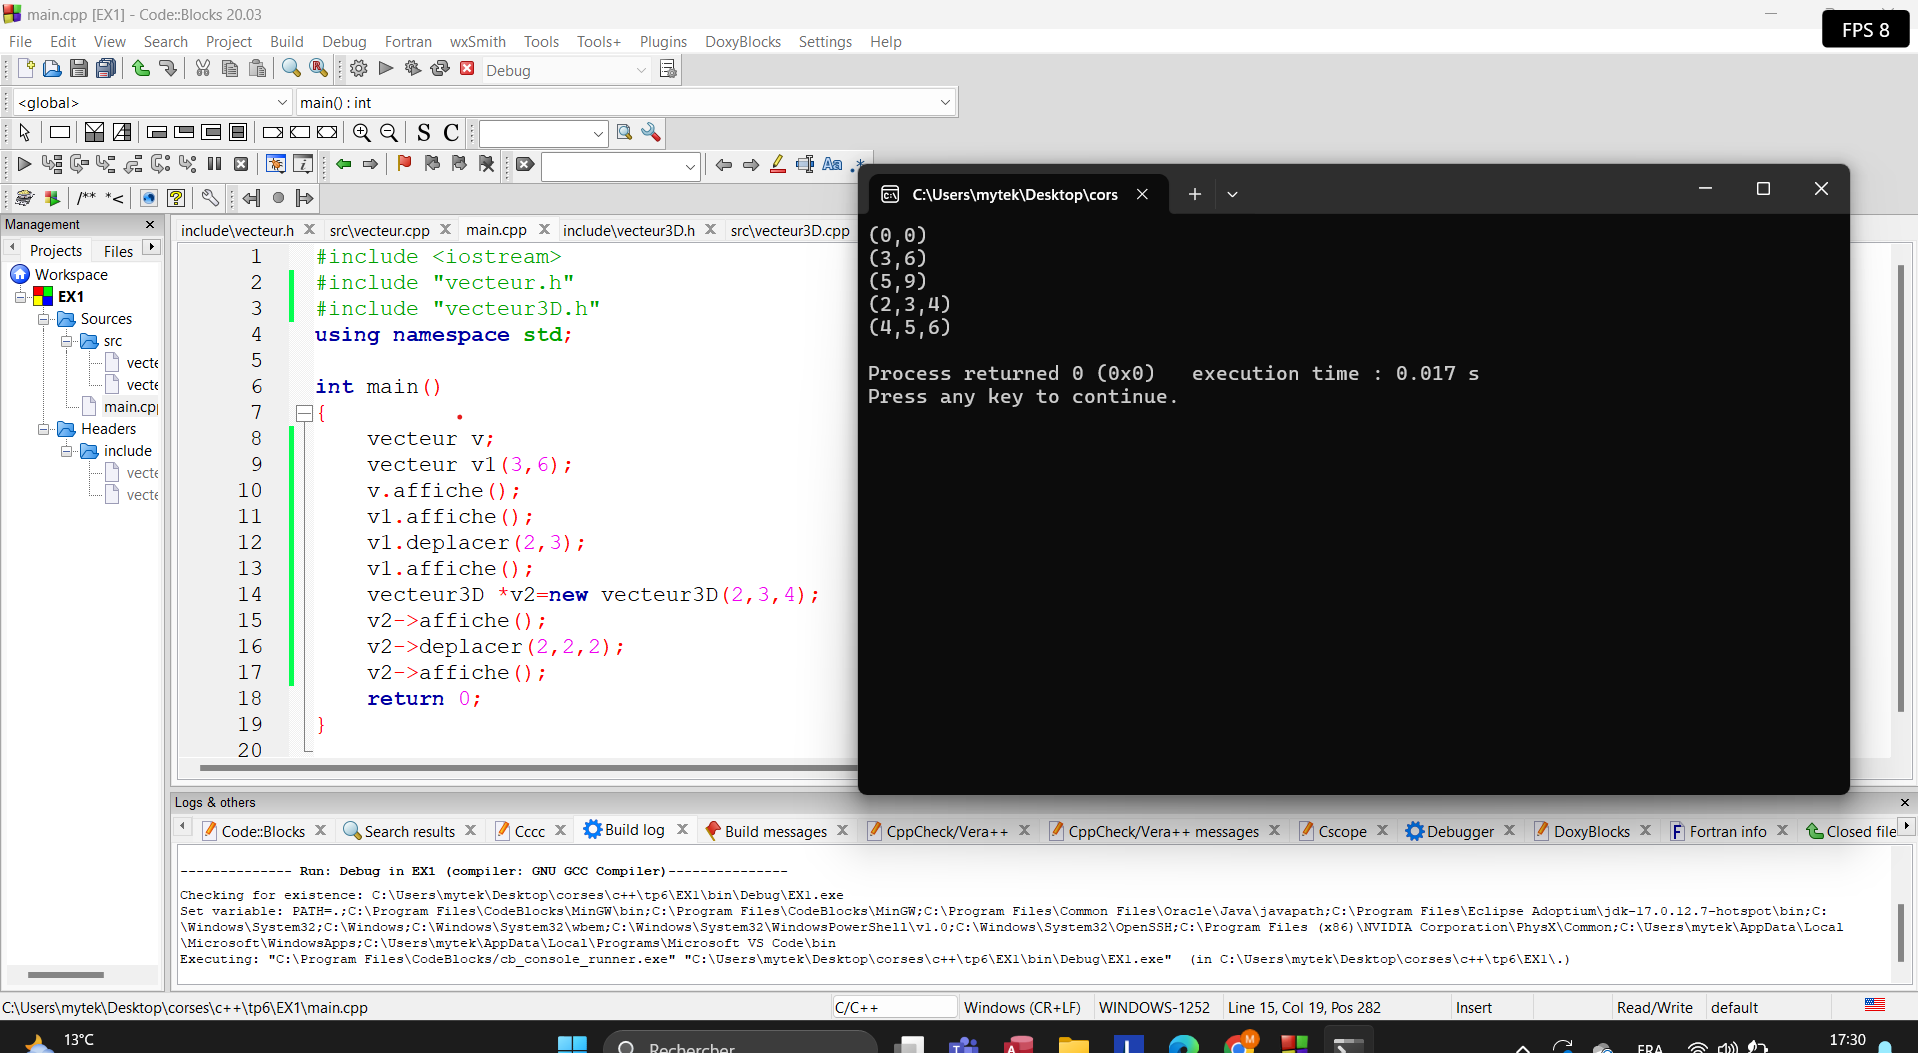 main.cpp [EX1] - Code::Blocks 20.03
FPS 8
File Edit View Search Project Build Debug Fortran wxSmith Tools Tools+ Plugins DoxyBlocks Settings Help
Debug
<global> main() : int
S C
Aa .*
/** *<
Management
Projects Files
Workspace
EX1
Sources
src
vecte
vecte
main.cpp
Headers
include
vecte
vecte
include\vecteur.h src\vecteur.cpp main.cpp include\vecteur3D.h src\vecteur3D.cpp
1 #include <iostream>
2 #include "vecteur.h"
3 #include "vecteur3D.h"
4 using namespace std;
5
6 int main()
7 {
8 vecteur v;
9 vecteur v1(3,6);
10 v.affiche();
11 v1.affiche();
12 v1.deplacer(2,3);
13 v1.affiche();
14 vecteur3D *v2=new vecteur3D(2,3,4);
15 v2->affiche();
16 v2->deplacer(2,2,2);
17 v2->affiche();
18 return 0;
19 }
20
C:\Users\mytek\Desktop\cors
(0,0)
(3,6)
(5,9)
(2,3,4)
(4,5,6)
Process returned 0 (0x0) execution time : 0.017 s
Press any key to continue.
Logs & others
Code::Blocks Search results Cccc Build log Build messages CppCheck/Vera++ CppCheck/Vera++ messages Cscope Debugger DoxyBlocks Fortran info Closed file
-------------- Run: Debug in EX1 (compiler: GNU GCC Compiler)---------------
Checking for existence: C:\Users\mytek\Desktop\corses\c++\tp6\EX1\bin\Debug\EX1.exe
Set variable: PATH=.;C:\Program Files\CodeBlocks\MinGW\bin;C:\Program Files\CodeBlocks\MinGW;C:\Program Files\Common Files\Oracle\Java\javapath;C:\Program Files\Eclipse Adoptium\jdk-17.0.12.7-hotspot\bin;C:
\Windows\System32;C:\Windows;C:\Windows\System32\wbem;C:\Windows\System32\WindowsPowerShell\v1.0;C:\Windows\System32\OpenSSH;C:\Program Files (x86)\NVIDIA Corporation\PhysX\Common;C:\Users\mytek\AppData\Local
\Microsoft\WindowsApps;C:\Users\mytek\AppData\Local\Programs\Microsoft VS Code\bin
Executing: "C:\Program Files\CodeBlocks/cb_console_runner.exe" "C:\Users\mytek\Desktop\corses\c++\tp6\EX1\bin\Debug\EX1.exe" (in C:\Users\mytek\Desktop\corses\c++\tp6\EX1\.)
C:\Users\mytek\Desktop\corses\c++\tp6\EX1\main.cpp C/C++ Windows (CR+LF) WINDOWS-1252 Line 15, Col 19, Pos 282 Insert Read/Write default
13°C Rechercher FRA 17:30